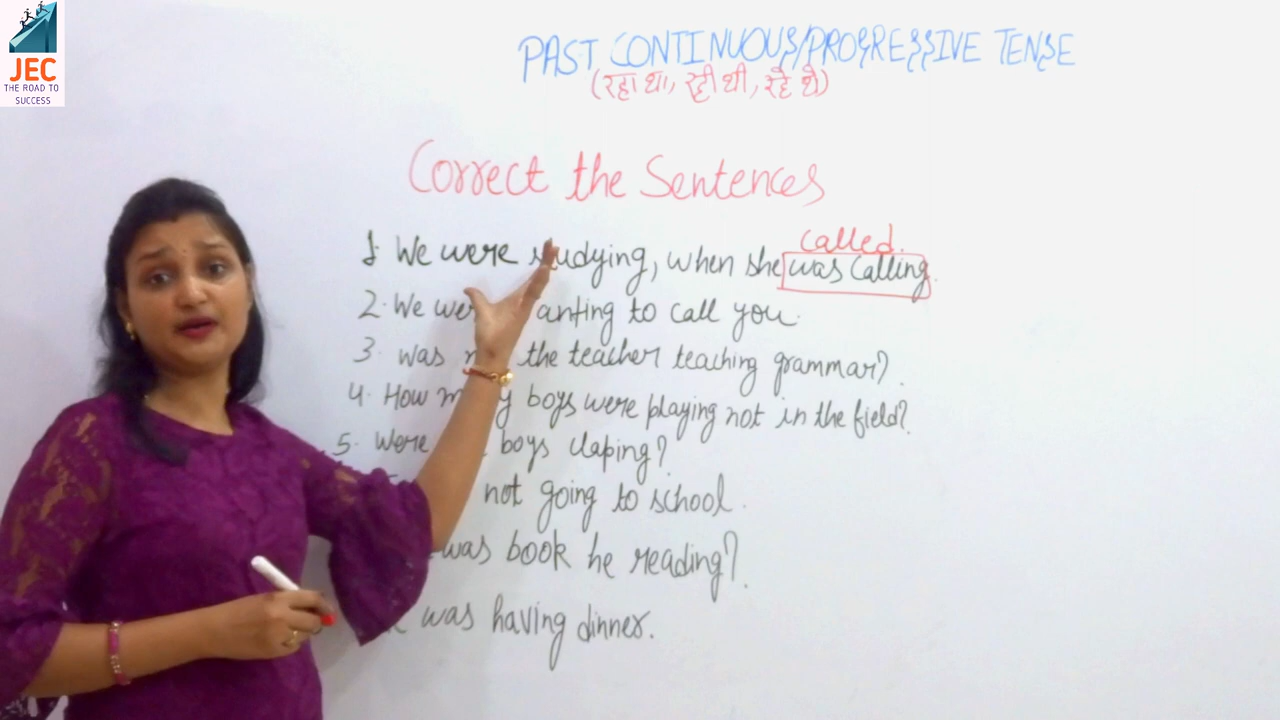 JEC
THE ROAD TO
SUCCESS
PAST CONTINUOUS/PROGRESSIVE TENSE
(रहा था, रही थी, रहे थे)
Correct the Sentences
called.
1. We were studying, when she was calling.
2. We were wanting to call you.
3. was the teacher teaching grammar?
4. How many boys were playing not in the field?
5. Were boys claping?
not going to school.
was book he reading?
was having dinner.